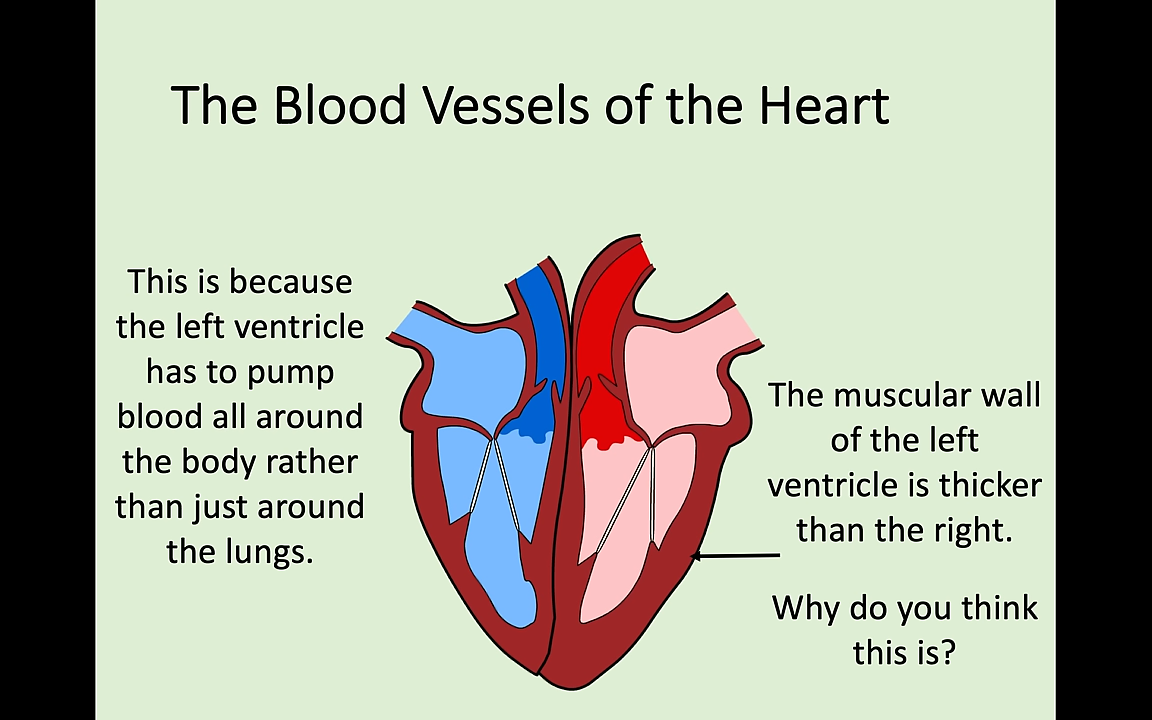 The Blood Vessels of the Heart
This is because
the left ventricle
has to pump
blood all around
the body rather
than just around
the lungs.
The muscular wall
of the left
ventricle is thicker
than the right.
Why do you think
this is?